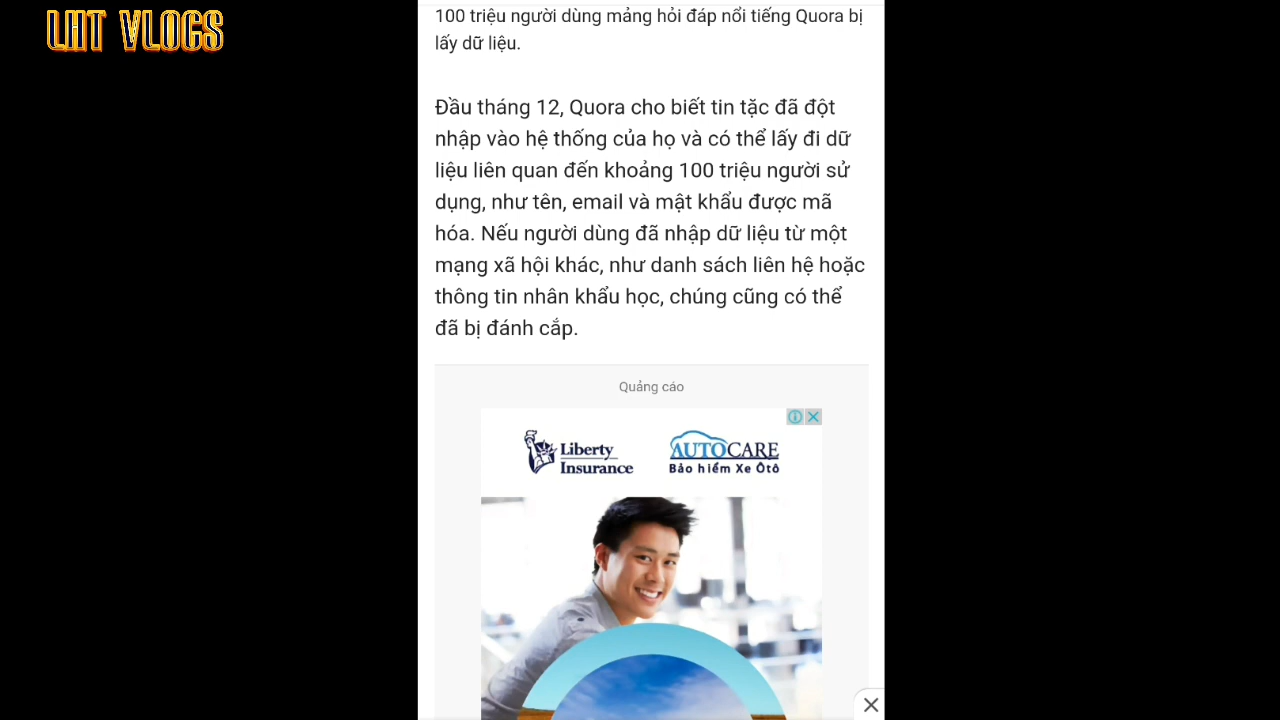 LHT VLOGS
100 triệu người dùng mảng hỏi đáp nổi tiếng Quora bị
lấy dữ liệu.
Đầu tháng 12, Quora cho biết tin tặc đã đột
nhập vào hệ thống của họ và có thể lấy đi dữ
liệu liên quan đến khoảng 100 triệu người sử
dụng, như tên, email và mật khẩu được mã
hóa. Nếu người dùng đã nhập dữ liệu từ một
mạng xã hội khác, như danh sách liên hệ hoặc
thông tin nhân khẩu học, chúng cũng có thể
đã bị đánh cắp.
Quảng cáo
Liberty
Insurance
AUTOCARE
Bảo hiểm Xe Ôtô